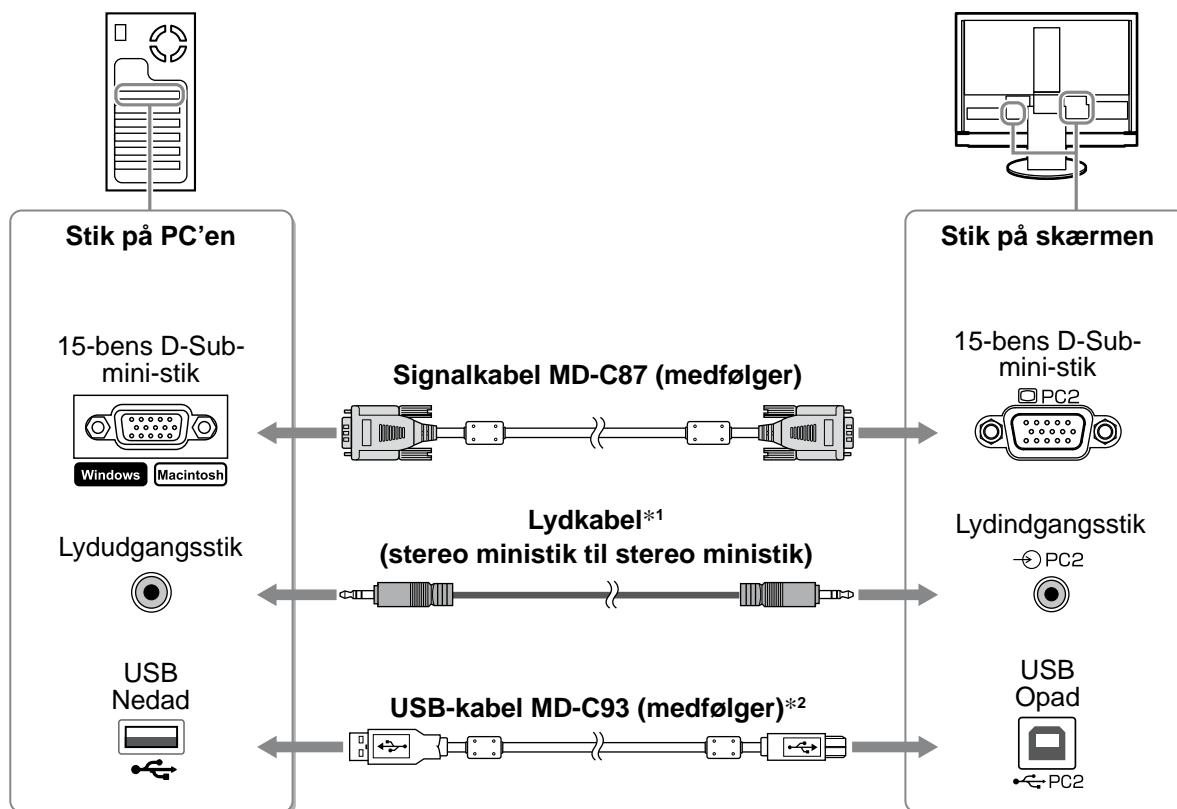 Stik på PC’en
Stik på skærmen
15-bens D-Sub-
mini-stik
Windows Macintosh
Signalkabel MD-C87 (medfølger)
15-bens D-Sub-
mini-stik
PC2
Lydudgangsstik
Lydkabel*1
(stereo ministik til stereo ministik)
Lydindgangsstik
PC2
USB
Nedad
USB-kabel MD-C93 (medfølger)*2
USB
Opad
PC2